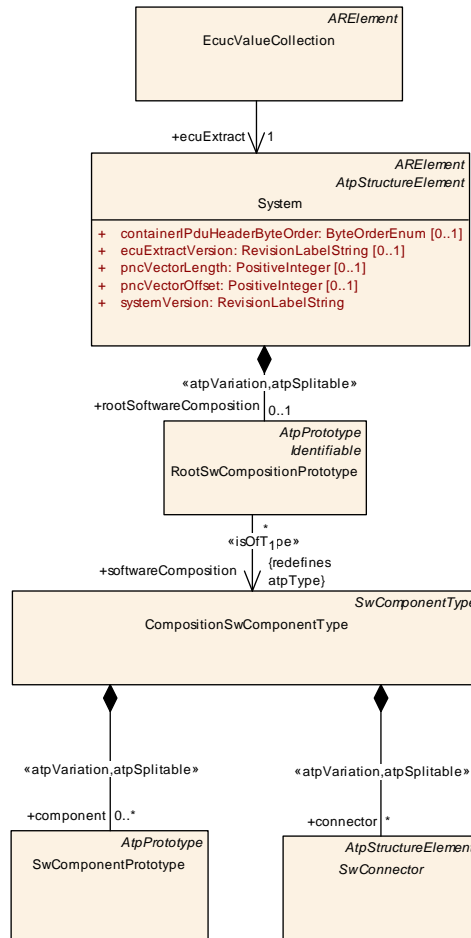 ARElement
EcucValueCollection
+ecuExtract 1
ARElement
AtpStructureElement
System
+ containerIPduHeaderByteOrder: ByteOrderEnum [0..1]
+ ecuExtractVersion: RevisionLabelString [0..1]
+ pncVectorLength: PositiveInteger [0..1]
+ pncVectorOffset: PositiveInteger [0..1]
+ systemVersion: RevisionLabelString
«atpVariation,atpSplitable»
+rootSoftwareComposition 0..1
AtpPrototype
Identifiable
RootSwCompositionPrototype
*
«isOfType»
1
+softwareComposition {redefines
atpType}
SwComponentType
CompositionSwComponentType
«atpVariation,atpSplitable» «atpVariation,atpSplitable»
+component 0..* +connector *
AtpPrototype
SwComponentPrototype
AtpStructureElement
SwConnector